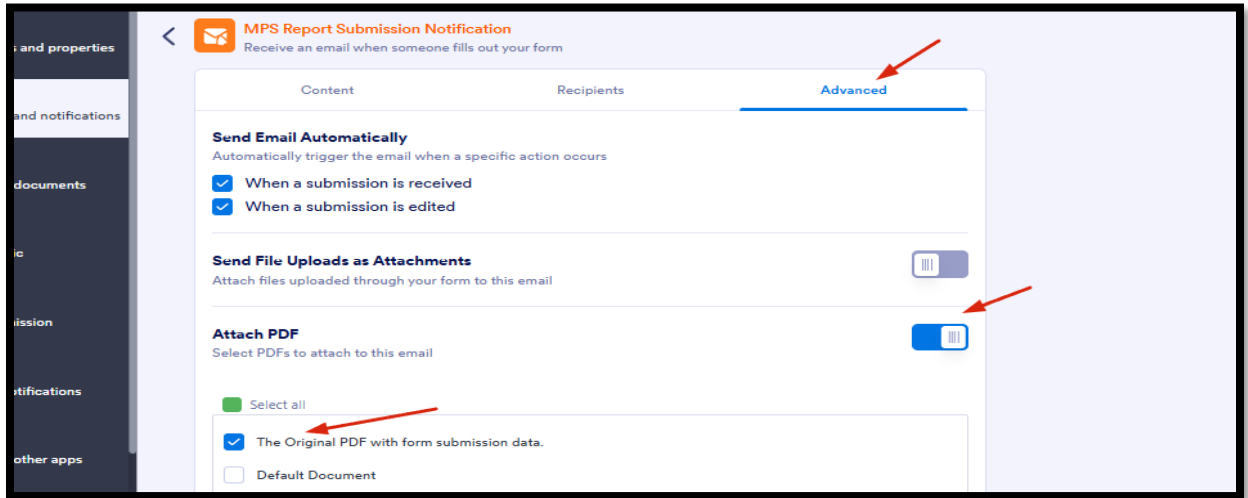 MPS Report Submission Notification
Receive an email when someone fills out your form
and properties
and notifications
documents
ic
ission
otifications
other apps
Content
Recipients
Advanced
Send Email Automatically
Automatically trigger the email when a specific action occurs
When a submission is received
When a submission is edited
Send File Uploads as Attachments
Attach files uploaded through your form to this email
Attach PDF
Select PDFs to attach to this email
Select all
The Original PDF with form submission data.
Default Document